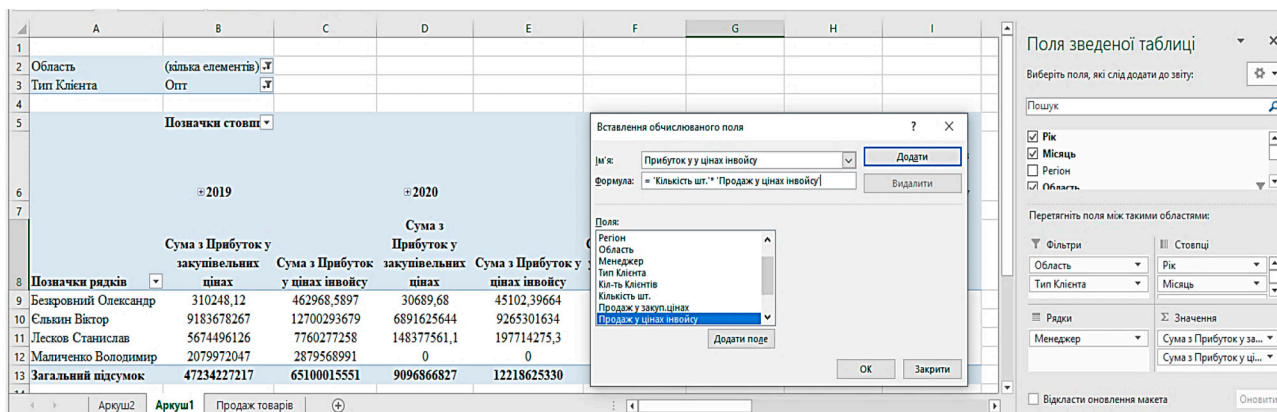 A B C D E F G H I
1
2 Область (кілька елементів)
3 Тип Клієнта Опт
4
5 Позначки стовпц
6 2019 2020
7
8 Позначки рядків Сума з Прибуток у закупівельних цінах Сума з Прибуток у цінах інвойсу Сума з Прибуток у закупівельних цінах Сума з Прибуток у цінах інвойсу
9 Безкровний Олександр 310248,12 462968,5897 30689,68 45102,39664
10 Єлькин Віктор 9183678267 12700293679 6891625644 9265301634
11 Лесков Станислав 5674496126 7760277258 148377561,1 197714275,3
12 Маличенко Володимир 2079972047 2879568991 0 0
13 Загальний підсумок 47234227217 65100015551 9096866827 12218625330
Аркуш2 Аркуш1 Продаж товарів
Вставлення обчислюваного поля ?
Ім'я: Прибуток у у цінах інвойсу Додати
Формула: = 'Кількість шт.'* 'Продаж у цінах інвойсу' Видалити
Поля:
Регион
Область
Менеджер
Тип Клієнта
Кіл-ть Клієнтів
Кількість шт.
Продаж у закуп.цінах
Продаж у цінах інвойсу
Додати поле
OK Закрити
Поля зведеної таблиці
Виберіть поля, які слід додати до звіту:
Пошук
Рік
Місяць
Регіон
Область
Перетягніть поля між такими областями:
Фільтри Стовпці
Область Рік
Тип Клієнта Місяць
Рядки Σ Значення
Менеджер Сума з Прибуток у за...
Сума з Прибуток у ці...
Відкласти оновлення макета Оновити